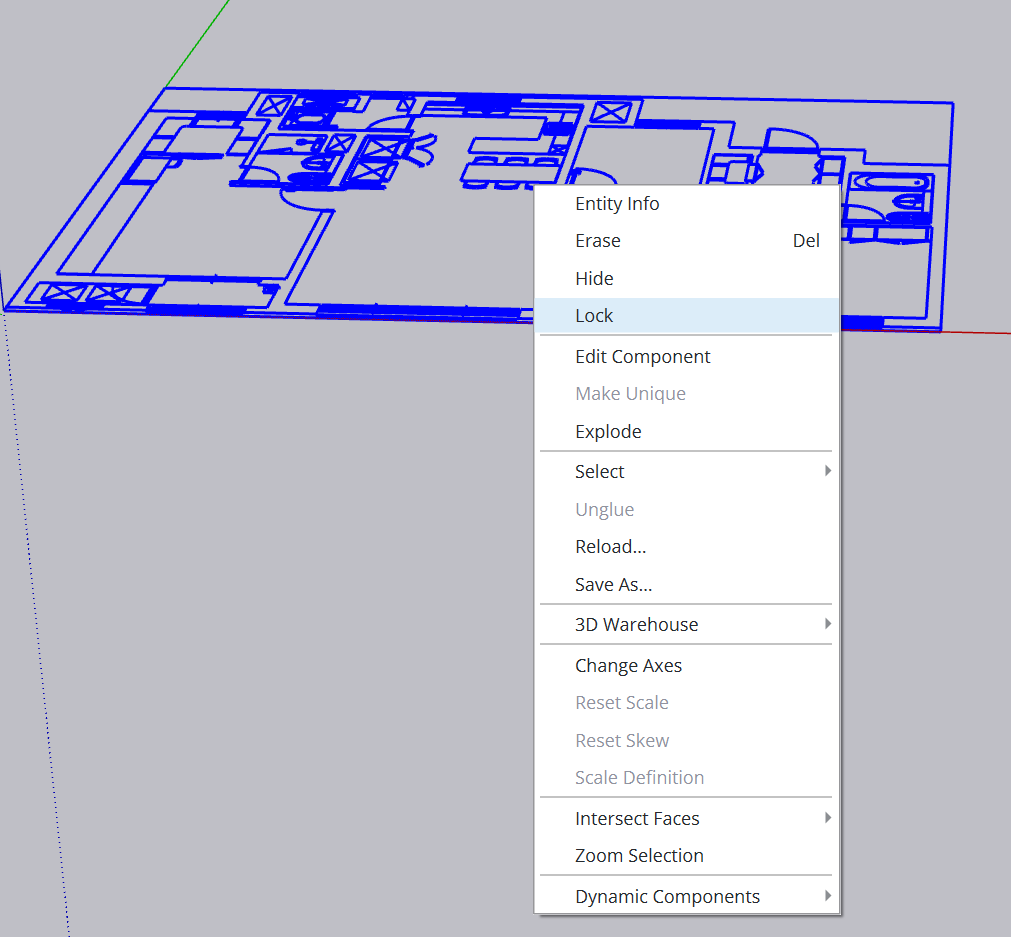 Entity Info
Erase Del
Hide
Lock
Edit Component
Make Unique
Explode
Select
Unglue
Reload...
Save As...
3D Warehouse
Change Axes
Reset Scale
Reset Skew
Scale Definition
Intersect Faces
Zoom Selection
Dynamic Components